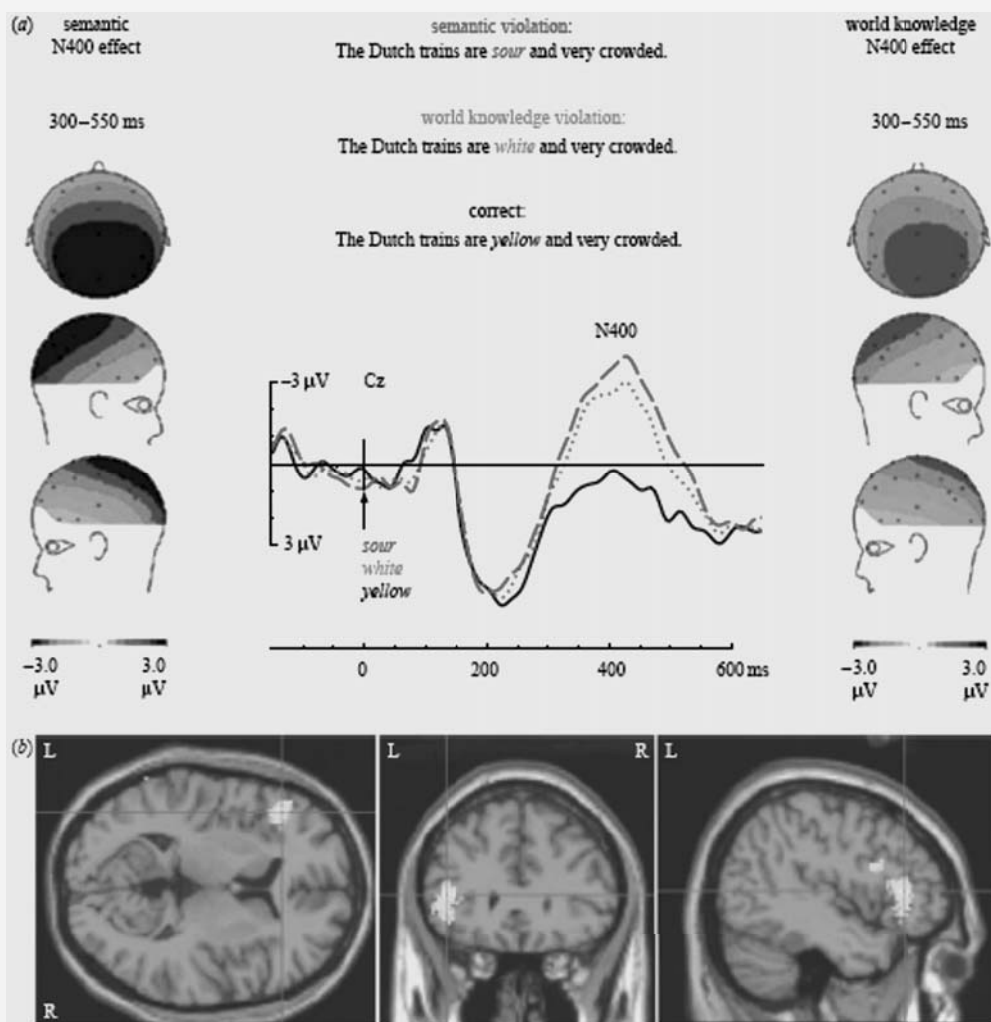 (a)
semantic
N400 effect
semantic violation:
The Dutch trains are sour and very crowded.
world knowledge
N400 effect
300–550 ms
world knowledge violation:
The Dutch trains are white and very crowded.
300–550 ms
correct:
The Dutch trains are yellow and very crowded.
N400
–3 µV
Cz
3 µV
sour
white
yellow
–3.0
µV
3.0
µV
0
200
400
600 ms
–3.0
µV
3.0
µV
(b)
L
R
L
R
L